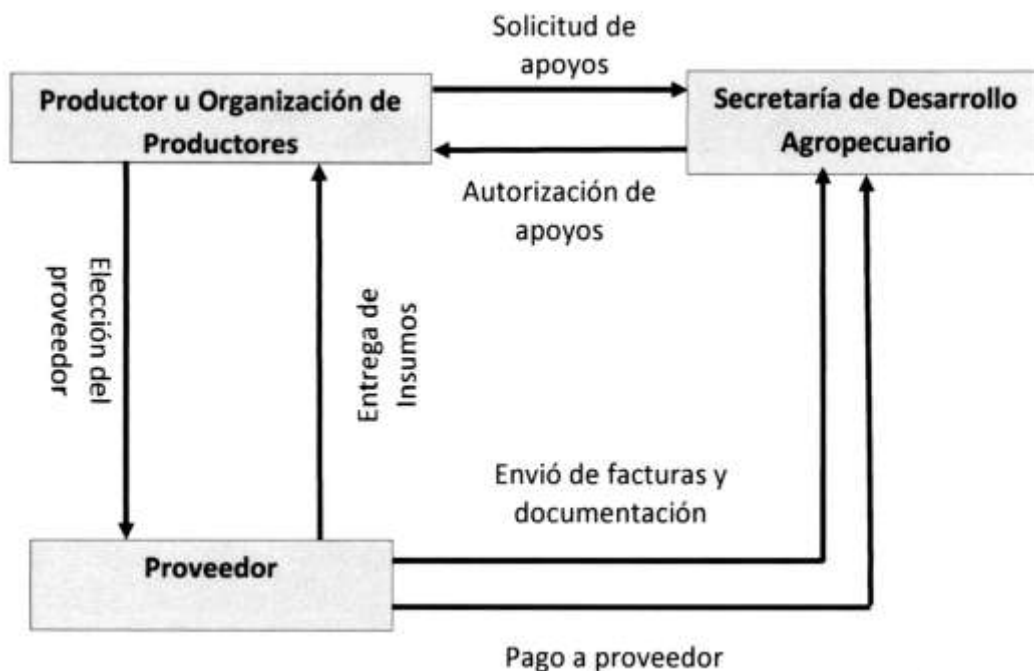 Solicitud de
apoyos
Productor u Organización de
Productores
Secretaría de Desarrollo
Agropecuario
Autorización de
apoyos
Elección del
proveedor
Entrega de
Insumos
Envió de facturas y
documentación
Proveedor
Pago a proveedor